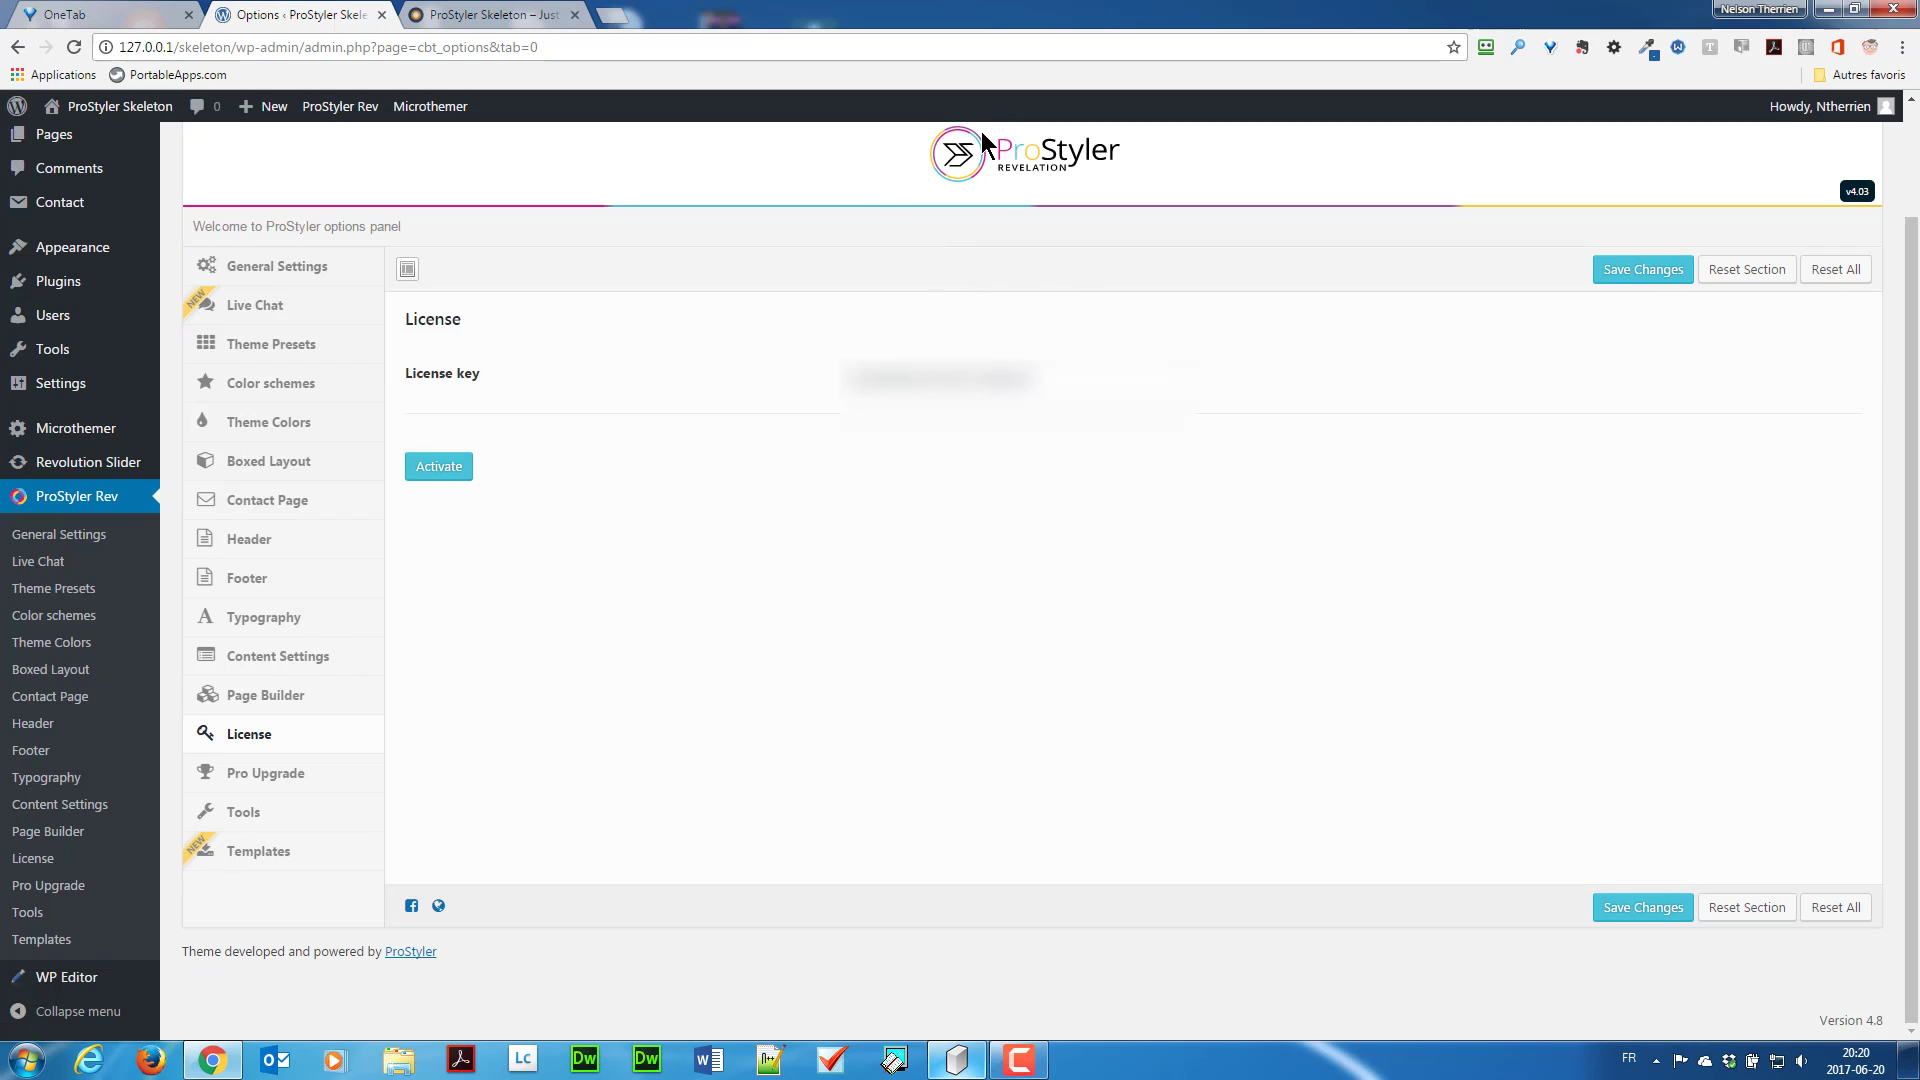 OneTab
Options ‹ ProStyler Skele
ProStyler Skeleton – Just
Nelson Therrien
127.0.0.1/skeleton/wp-admin/admin.php?page=cbt_options&tab=0
Applications
PortableApps.com
Autres favoris
ProStyler Skeleton
0
New
ProStyler Rev
Microthemer
Howdy, Ntherrien
Pages
Comments
Contact
Appearance
Plugins
Users
Tools
Settings
Microthemer
Revolution Slider
ProStyler Rev
General Settings
Live Chat
Theme Presets
Color schemes
Theme Colors
Boxed Layout
Contact Page
Header
Footer
Typography
Content Settings
Page Builder
License
Pro Upgrade
Tools
Templates
WP Editor
Collapse menu
ProStyler
REVELATION
v4.03
Welcome to ProStyler options panel
General Settings
NEW
Live Chat
Theme Presets
Color schemes
Theme Colors
Boxed Layout
Contact Page
Header
Footer
Typography
Content Settings
Page Builder
License
Pro Upgrade
Tools
NEW
Templates
Save Changes
Reset Section
Reset All
License
License key
Activate
Save Changes
Reset Section
Reset All
Theme developed and powered by ProStyler
Version 4.8
Lc
Dw
Dw
FR
20:20
2017-06-20